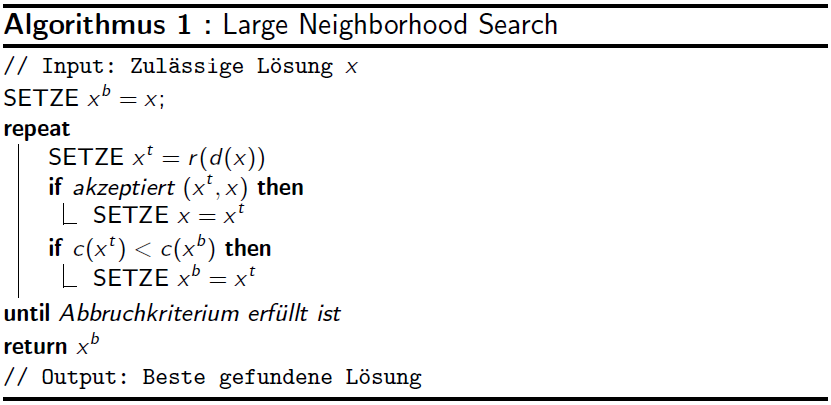 Algorithmus 1 : Large Neighborhood Search
// Input: Zulässige Lösung x
SETZE x^b = x;
repeat
SETZE x^t = r(d(x))
if akzeptiert (x^t, x) then
SETZE x = x^t
if c(x^t) < c(x^b) then
SETZE x^b = x^t
until Abbruchkriterium erfüllt ist
return x^b
// Output: Beste gefundene Lösung